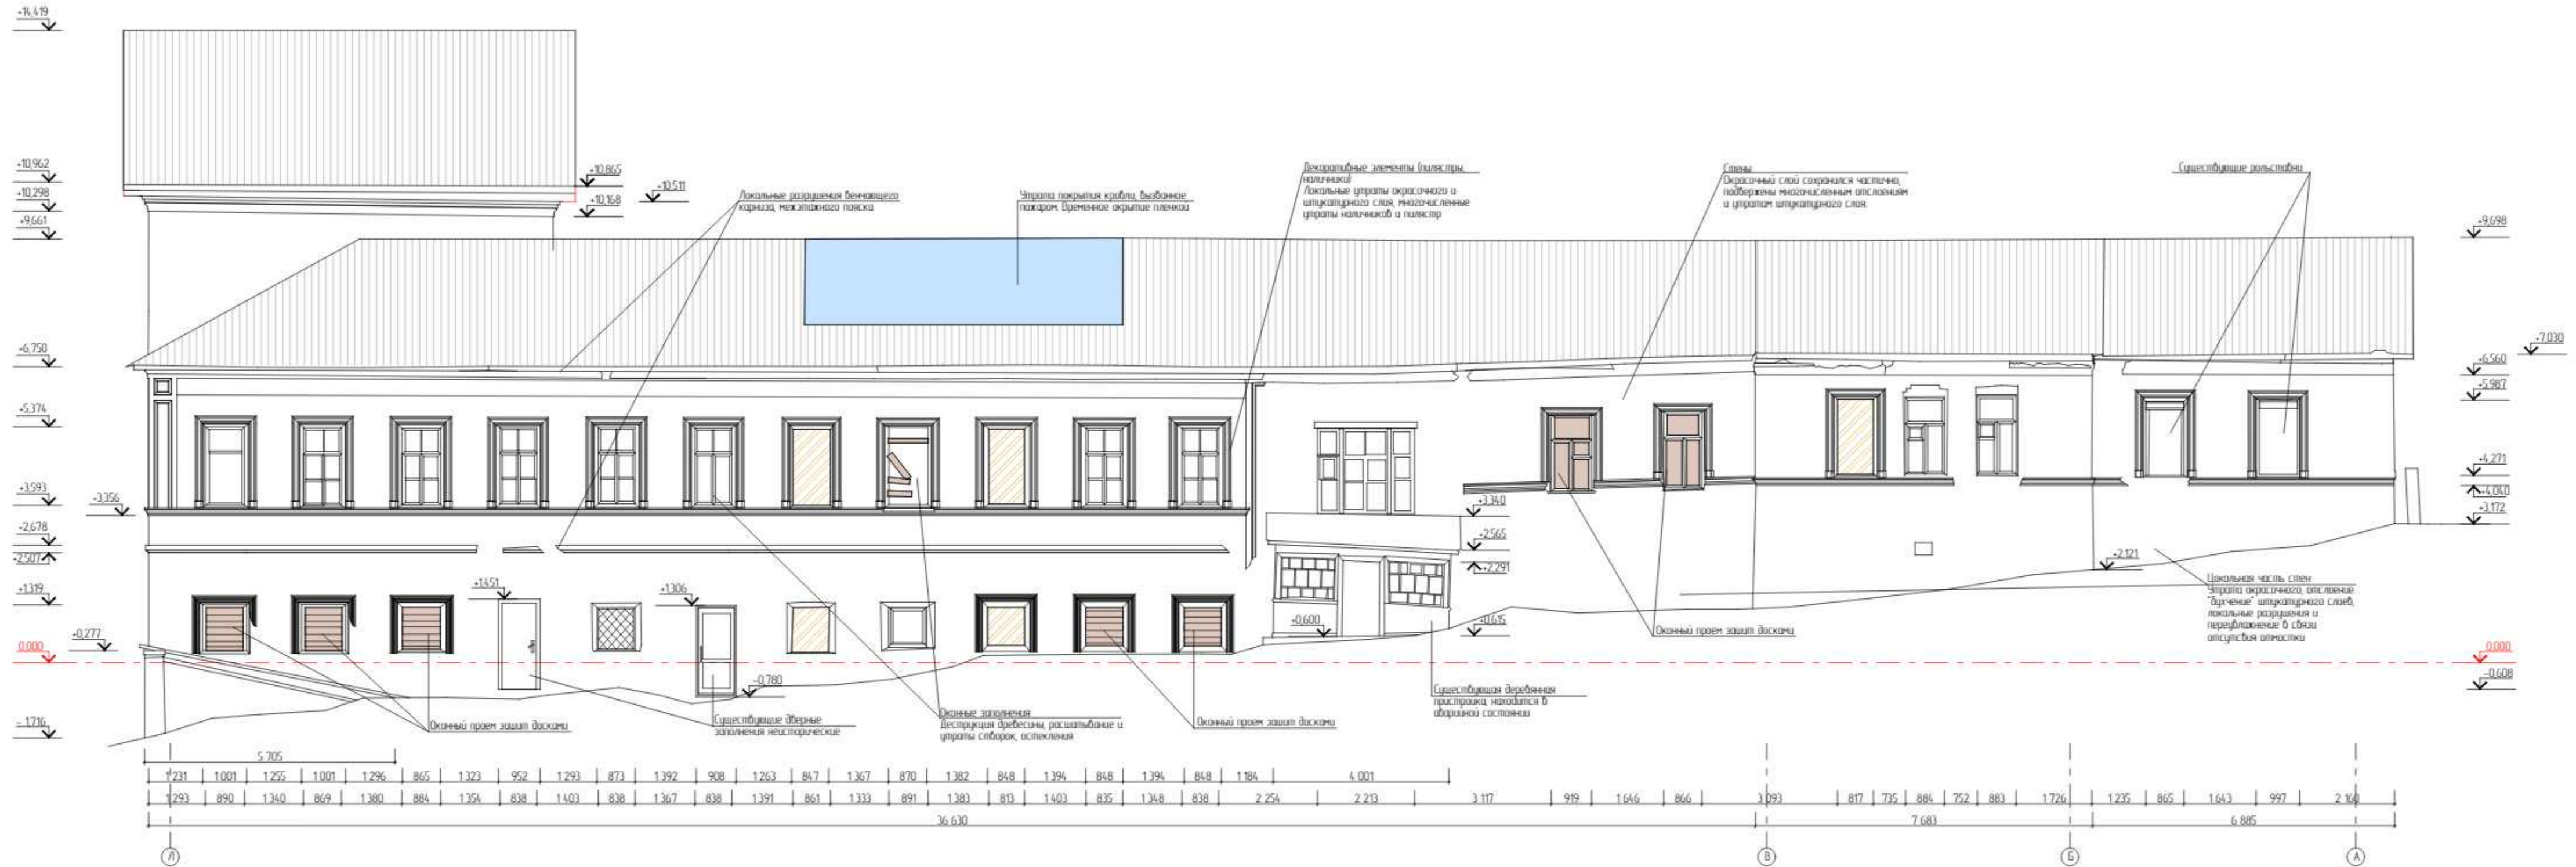 +14,419
+10,962
+10,298
+9,661
+6,750
+5,374
+3,593
+3,356
+2,678
+2,507
+1,319
+0,277
0,000
-1,716
+10,865
+10,511
+10,168
Локальные разрушения венчающего
карниза, межэтажного пояска
Утрата покрытия кровли, вызванное
пожаром. Временное окрытие пленкой
Декоративные элементы (пилястры,
наличники)
Локальные утраты окрасочного и
штукатурного слия, многочисленные
утраты наличников и пилястр
Стены
Окрасочный слой сохранился частично,
подвержены многочисленным отслоениям
и утратам штукатурного слоя.
Существующие рольставни
+9,698
+7,030
+6,560
+5,987
+4,271
+4,040
+3,172
+3,340
+2,565
+2,291
+2,121
+1,451
+1,306
+0,600
+0,615
-0,780
0,000
-0,608
Цокольная часть стен
Утрата окрасочного, отслоение
"бухчение" штукатурного слоев,
локальные разрушения и
переувлажнение в связи
отсутсвия отмостки
Оконный проем зашит досками
Оконный проем зашит досками
Существующие дверные
заполнения неисторические
Оконные заполнения
Деструкция древесины, расшатывание и
утраты створок, остекления
Оконный проем зашит досками
Существующая деревянная
пристройка, находится в
аварийной состоянии
5 705
1 231 1 001 1 255 1 001 1 296 865 1 323 952 1 293 873 1 392 908 1 263 847 1 367 870 1 382 848 1 394 848 1 394 848 1 184 4 001
1 293 890 1 340 869 1 380 884 1 354 838 1 403 838 1 367 838 1 391 861 1 333 891 1 383 813 1 403 835 1 348 838 2 254 2 213 3 117 919 1 646 866 3 093 817 735 884 752 883 1 726 1 235 865 1 643 997 2 160
36 630 7 683 6 885
Л В Б А